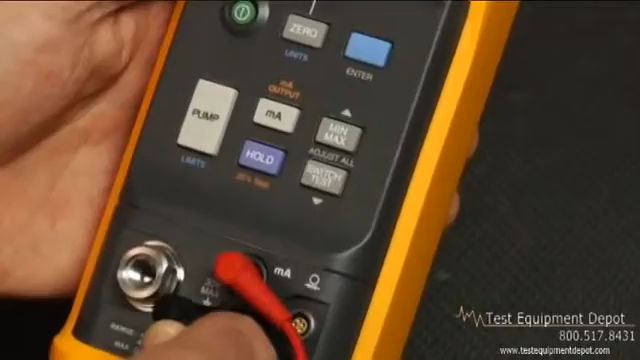 ZERO
UNITS
ENTER
mA
OUTPUT
PUMP
mA
MIN
MAX
LIMITS
HOLD
ADJUST ALL
SWITCH
TEST
mA
Test Equipment Depot
800.517.8431
www.testequipmentdepot.com